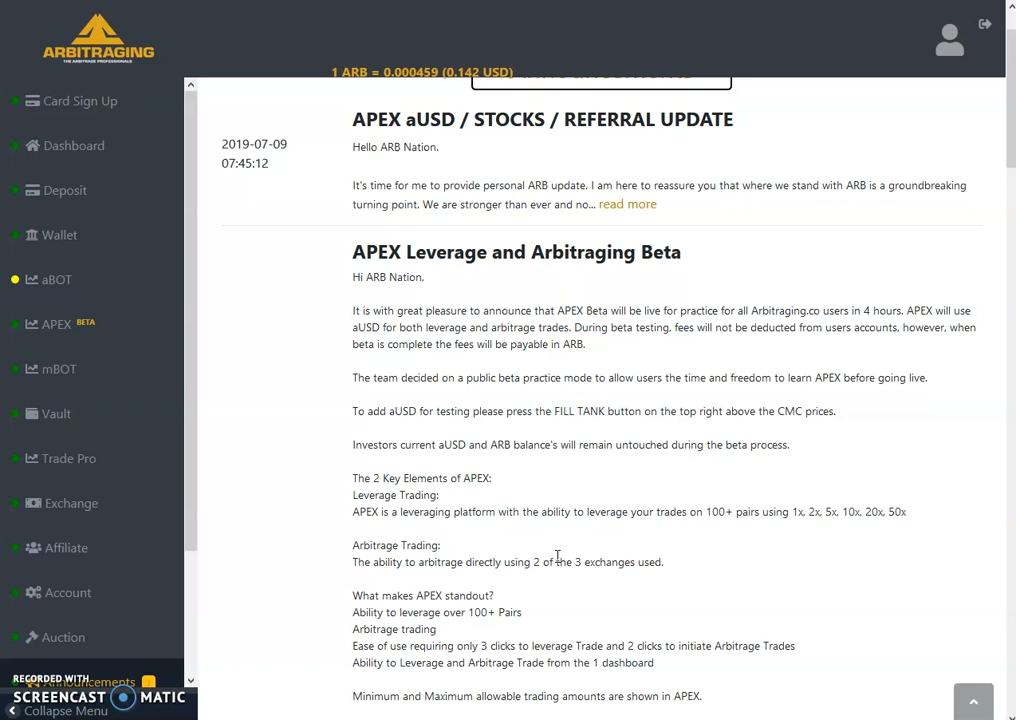 ARBITRAGING
THE ARBITRAGE PROFESSIONALS
1 ARB = 0.000459 (0.142 USD)
Card Sign Up
Dashboard
Deposit
Wallet
aBOT
APEX BETA
mBOT
Vault
Trade Pro
Exchange
Affiliate
Account
Auction
Announcements
Collapse Menu
RECORDED WITH
SCREENCAST MATIC
APEX aUSD / STOCKS / REFERRAL UPDATE
2019-07-09
07:45:12
Hello ARB Nation.
It's time for me to provide personal ARB update. I am here to reassure you that where we stand with ARB is a groundbreaking
turning point. We are stronger than ever and no... read more
APEX Leverage and Arbitraging Beta
Hi ARB Nation,
It is with great pleasure to announce that APEX Beta will be live for practice for all Arbitraging.co users in 4 hours. APEX will use
aUSD for both leverage and arbitrage trades. During beta testing, fees will not be deducted from users accounts, however, when
beta is complete the fees will be payable in ARB.
The team decided on a public beta practice mode to allow users the time and freedom to learn APEX before going live.
To add aUSD for testing please press the FILL TANK button on the top right above the CMC prices.
Investors current aUSD and ARB balance's will remain untouched during the beta process.
The 2 Key Elements of APEX:
Leverage Trading:
APEX is a leveraging platform with the ability to leverage your trades on 100+ pairs using 1x, 2x, 5x, 10x, 20x, 50x
Arbitrage Trading:
The ability to arbitrage directly using 2 of the 3 exchanges used.
What makes APEX standout?
Ability to leverage over 100+ Pairs
Arbitrage trading
Ease of use requiring only 3 clicks to leverage Trade and 2 clicks to initiate Arbitrage Trades
Ability to Leverage and Arbitrage Trade from the 1 dashboard
Minimum and Maximum allowable trading amounts are shown in APEX.